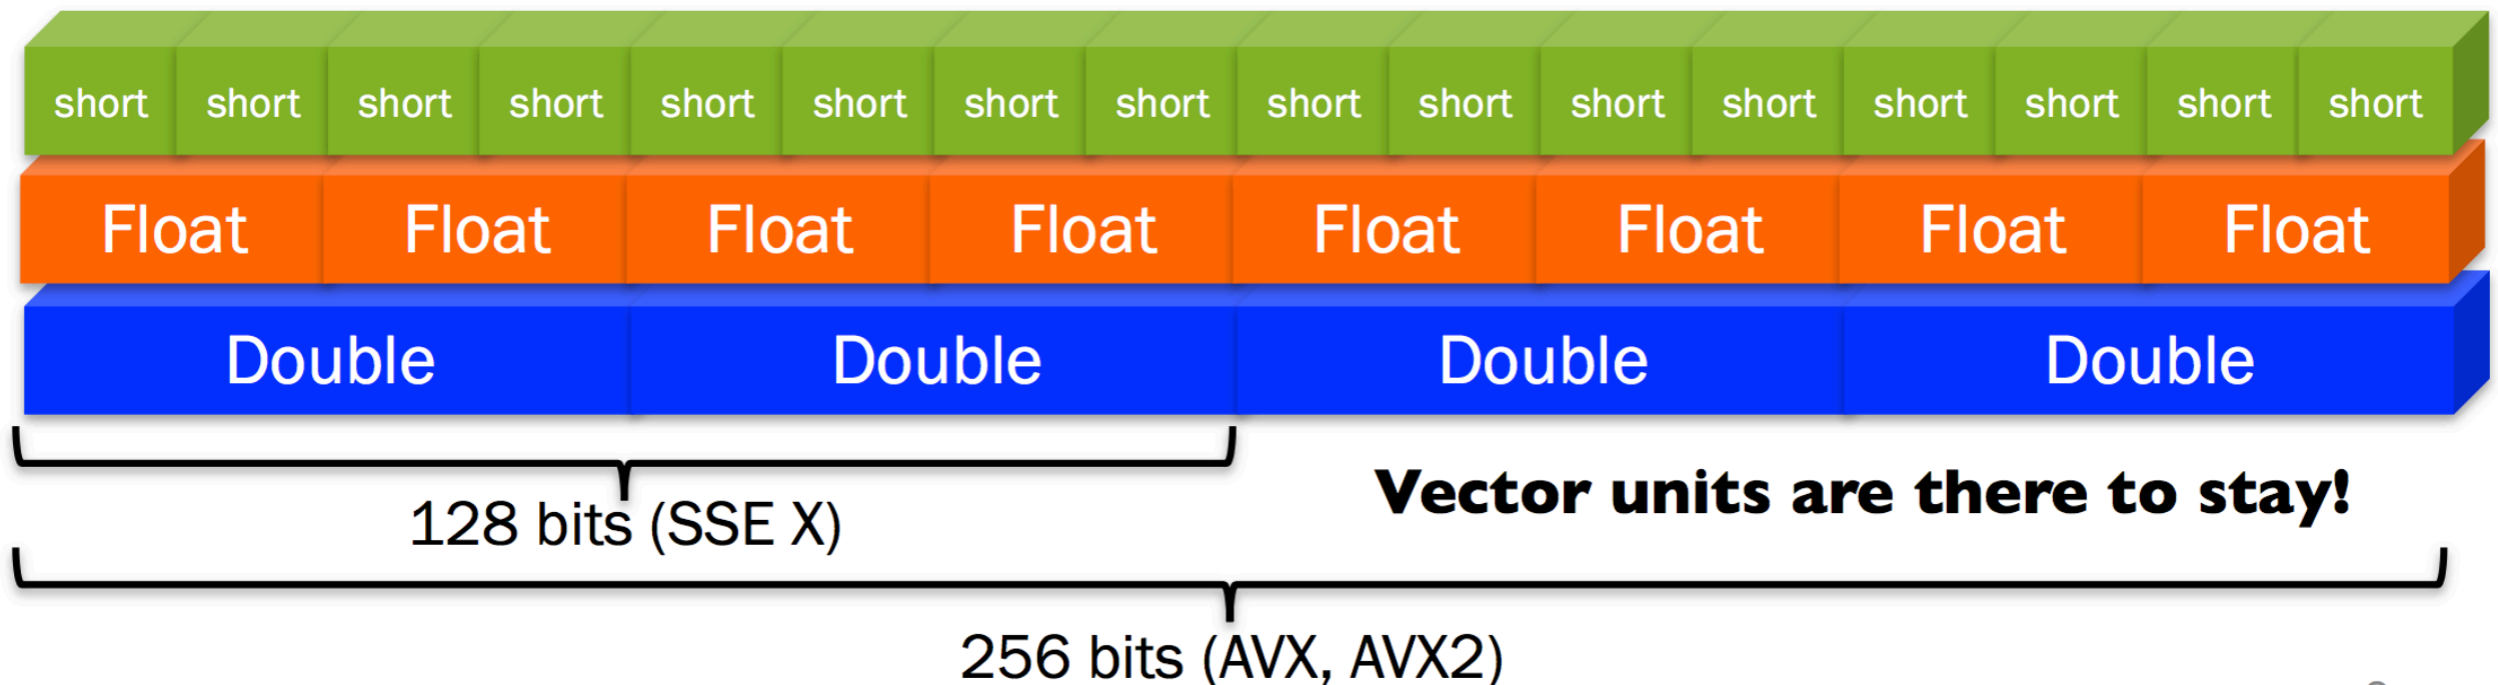 short short short short short short short short short short short short short short short short
Float Float Float Float Float Float Float Float
Double Double Double Double
Vector units are there to stay!
128 bits (SSE X)
256 bits (AVX, AVX2)